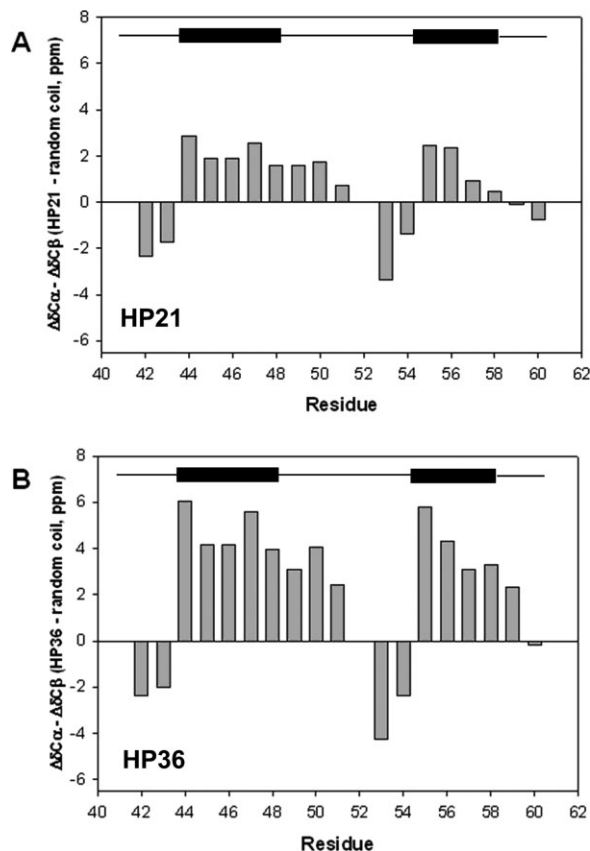 A
ΔδCα - ΔδCβ (HP21 - random coil, ppm)
8
6
4
2
0
-2
-4
-6
HP21
40 42 44 46 48 50 52 54 56 58 60 62
Residue
B
ΔδCα - ΔδCβ (HP36 - random coil, ppm)
8
6
4
2
0
-2
-4
-6
HP36
40 42 44 46 48 50 52 54 56 58 60 62
Residue